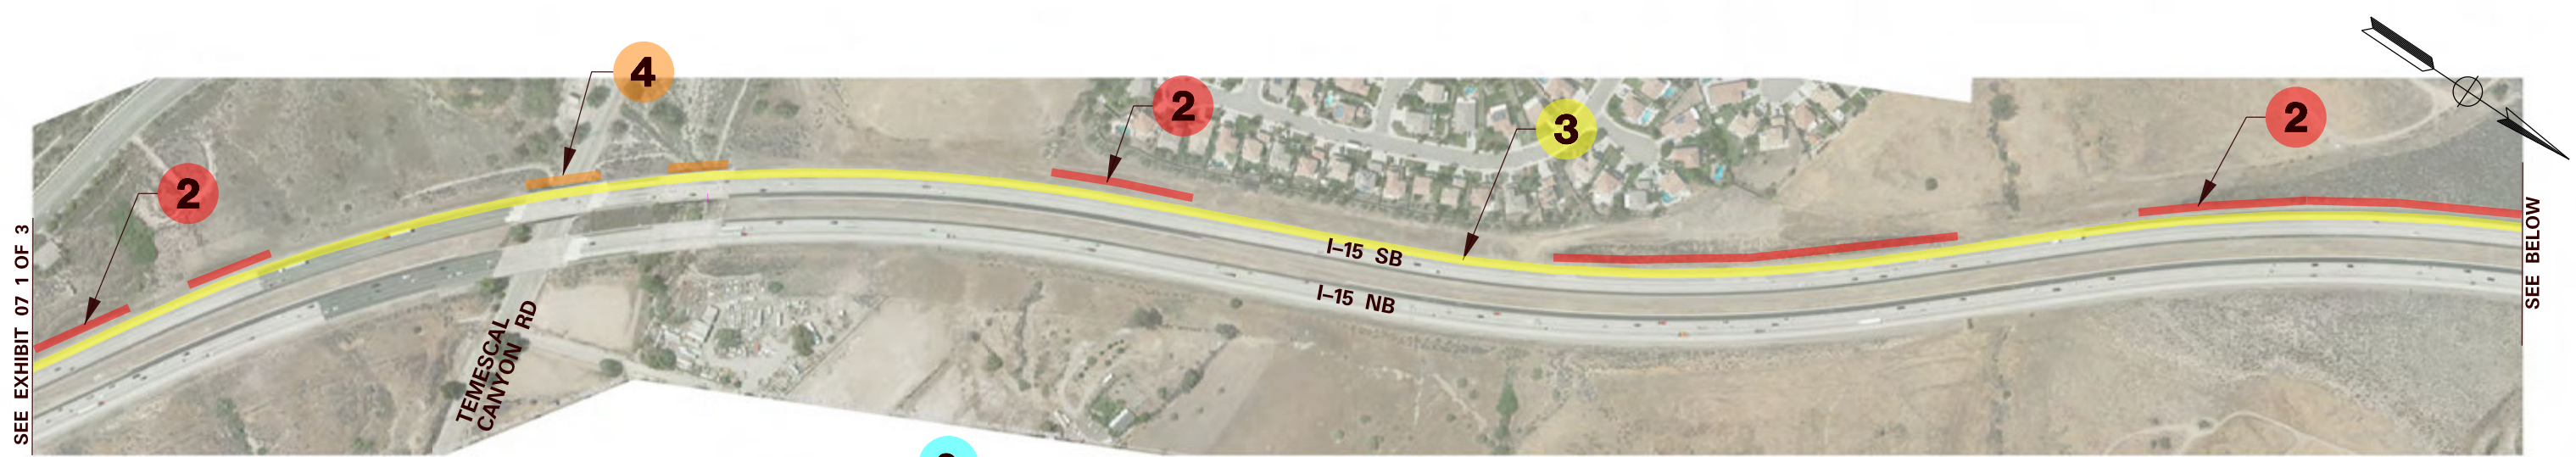 4
2
3
2
2
SEE EXHIBIT 07 1 OF 3
SEE BELOW
I–15 SB
I–15 NB
TEMESCAL
CANYON RD